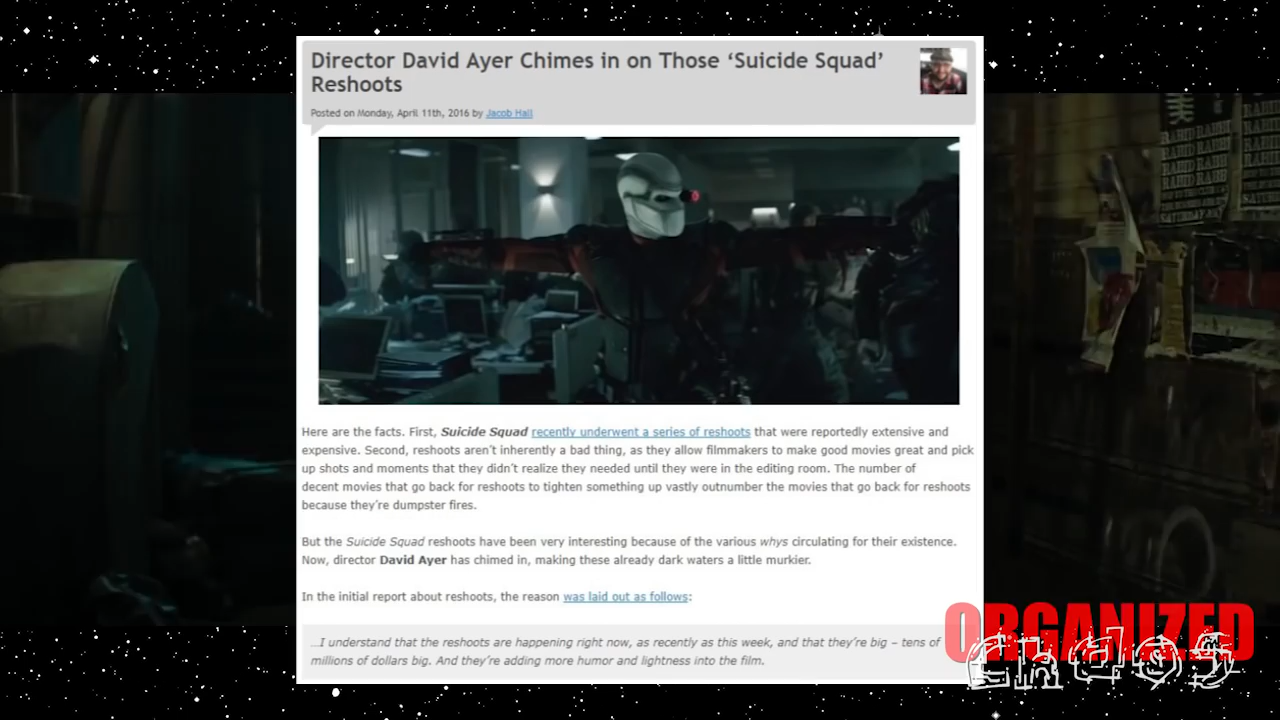 Director David Ayer Chimes in on Those ‘Suicide Squad’
Reshoots
Posted on Monday, April 11th, 2016 by Jacob Hall
RABID RABBI
RABID RABBI
RABID RABBI
RABID RABBI
Here are the facts. First, Suicide Squad recently underwent a series of reshoots that were reportedly extensive and
expensive. Second, reshoots aren’t inherently a bad thing, as they allow filmmakers to make good movies great and pick
up shots and moments that they didn’t realize they needed until they were in the editing room. The number of
decent movies that go back for reshoots to tighten something up vastly outnumber the movies that go back for reshoots
because they’re dumpster fires.
But the Suicide Squad reshoots have been very interesting because of the various whys circulating for their existence.
Now, director David Ayer has chimed in, making these already dark waters a little murkier.
In the initial report about reshoots, the reason was laid out as follows:
…I understand that the reshoots are happening right now, as recently as this week, and that they’re big – tens of
millions of dollars big. And they’re adding more humor and lightness into the film.
ORGANIZED
chaos